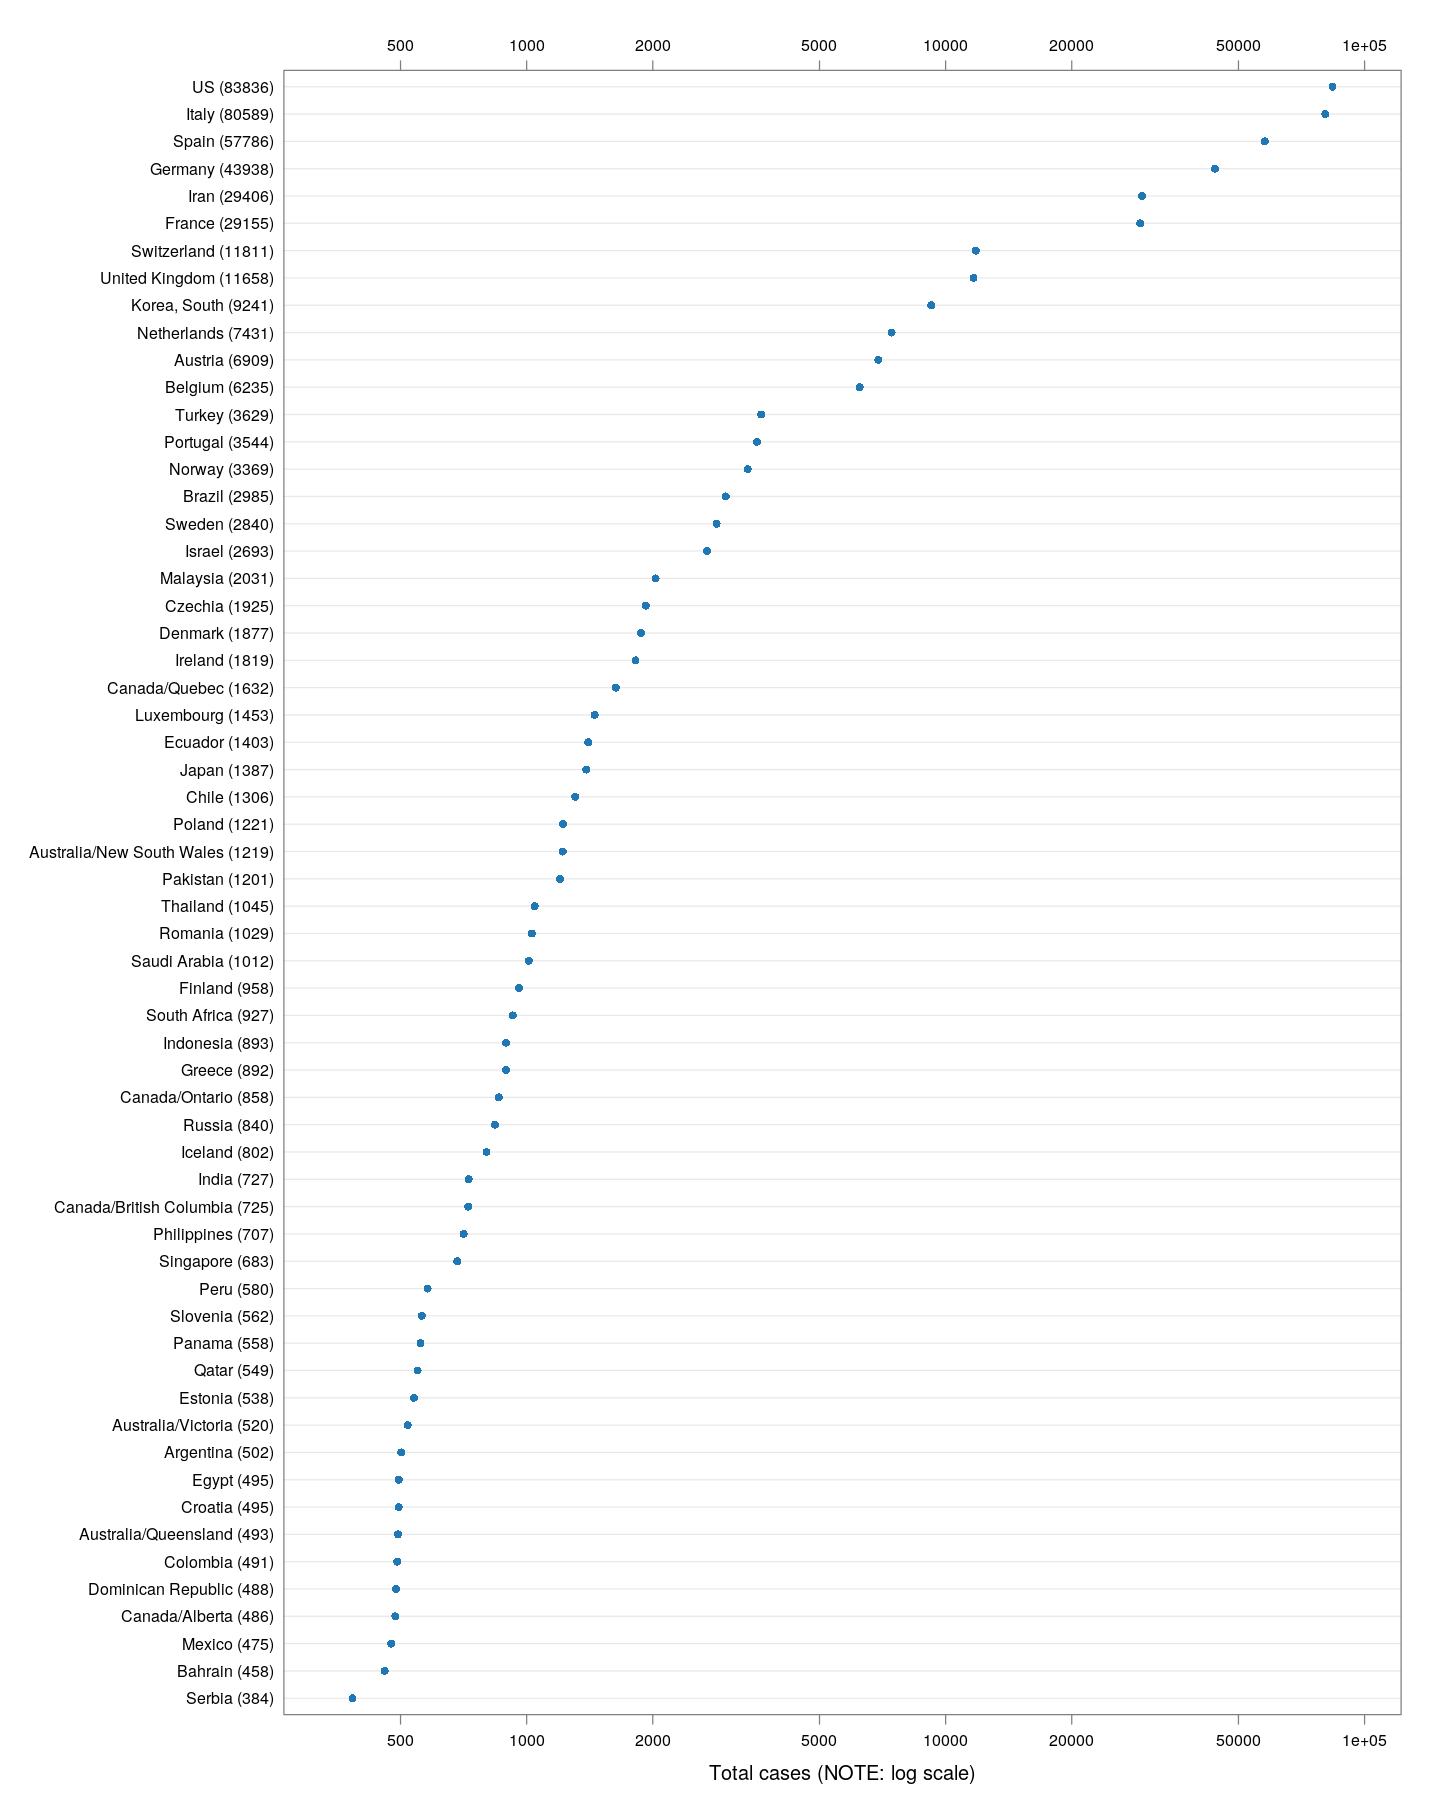 500 1000 2000 5000 10000 20000 50000 1e+05
US (83836)
Italy (80589)
Spain (57786)
Germany (43938)
Iran (29406)
France (29155)
Switzerland (11811)
United Kingdom (11658)
Korea, South (9241)
Netherlands (7431)
Austria (6909)
Belgium (6235)
Turkey (3629)
Portugal (3544)
Norway (3369)
Brazil (2985)
Sweden (2840)
Israel (2693)
Malaysia (2031)
Czechia (1925)
Denmark (1877)
Ireland (1819)
Canada/Quebec (1632)
Luxembourg (1453)
Ecuador (1403)
Japan (1387)
Chile (1306)
Poland (1221)
Australia/New South Wales (1219)
Pakistan (1201)
Thailand (1045)
Romania (1029)
Saudi Arabia (1012)
Finland (958)
South Africa (927)
Indonesia (893)
Greece (892)
Canada/Ontario (858)
Russia (840)
Iceland (802)
India (727)
Canada/British Columbia (725)
Philippines (707)
Singapore (683)
Peru (580)
Slovenia (562)
Panama (558)
Qatar (549)
Estonia (538)
Australia/Victoria (520)
Argentina (502)
Egypt (495)
Croatia (495)
Australia/Queensland (493)
Colombia (491)
Dominican Republic (488)
Canada/Alberta (486)
Mexico (475)
Bahrain (458)
Serbia (384)
500 1000 2000 5000 10000 20000 50000 1e+05
Total cases (NOTE: log scale)